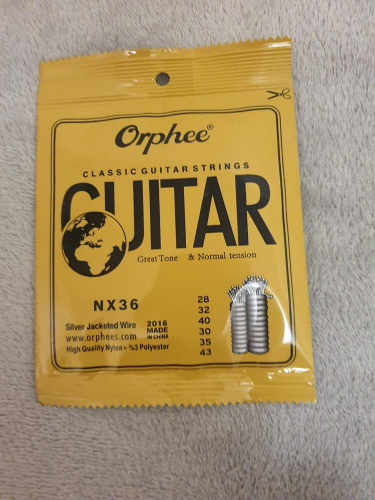 Orphee®
CLASSIC GUITAR STRINGS
GUITAR
Great Tone & Normal tension
NX36
Silver Jacketed Wire
www.orphees.com
2016
MADE
IN CHINA
High Quality Nylon+ %3 Polyester
28
32
40
30
35
43